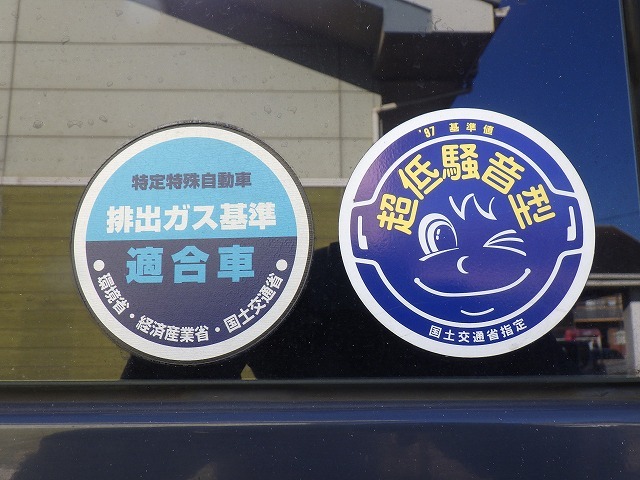 特定特殊自動車
排出ガス基準
適合車
・環境省・経済産業省・国土交通省・
'97 基準値
超低騒音型
国土交通省指定